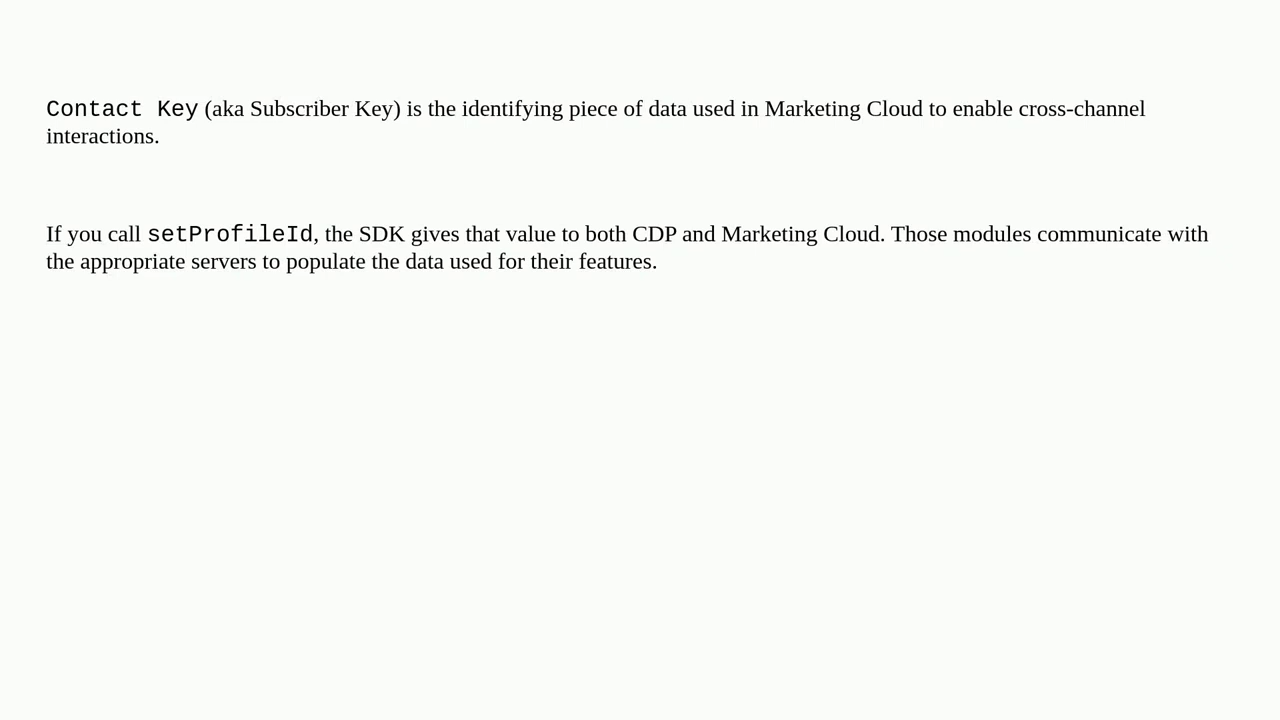 Contact Key (aka Subscriber Key) is the identifying piece of data used in Marketing Cloud to enable cross-channel
interactions.
If you call setProfileId, the SDK gives that value to both CDP and Marketing Cloud. Those modules communicate with
the appropriate servers to populate the data used for their features.